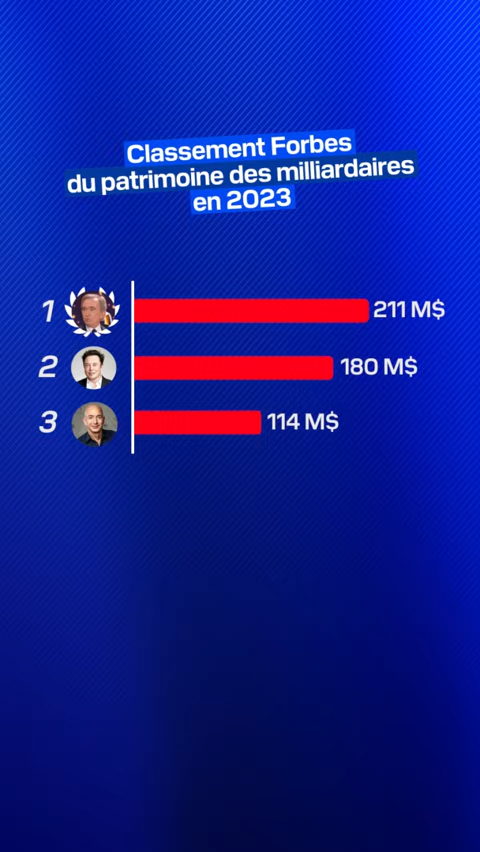 Classement Forbes
du patrimoine des milliardaires
en 2023
1 211 M$
2 180 M$
3 114 M$